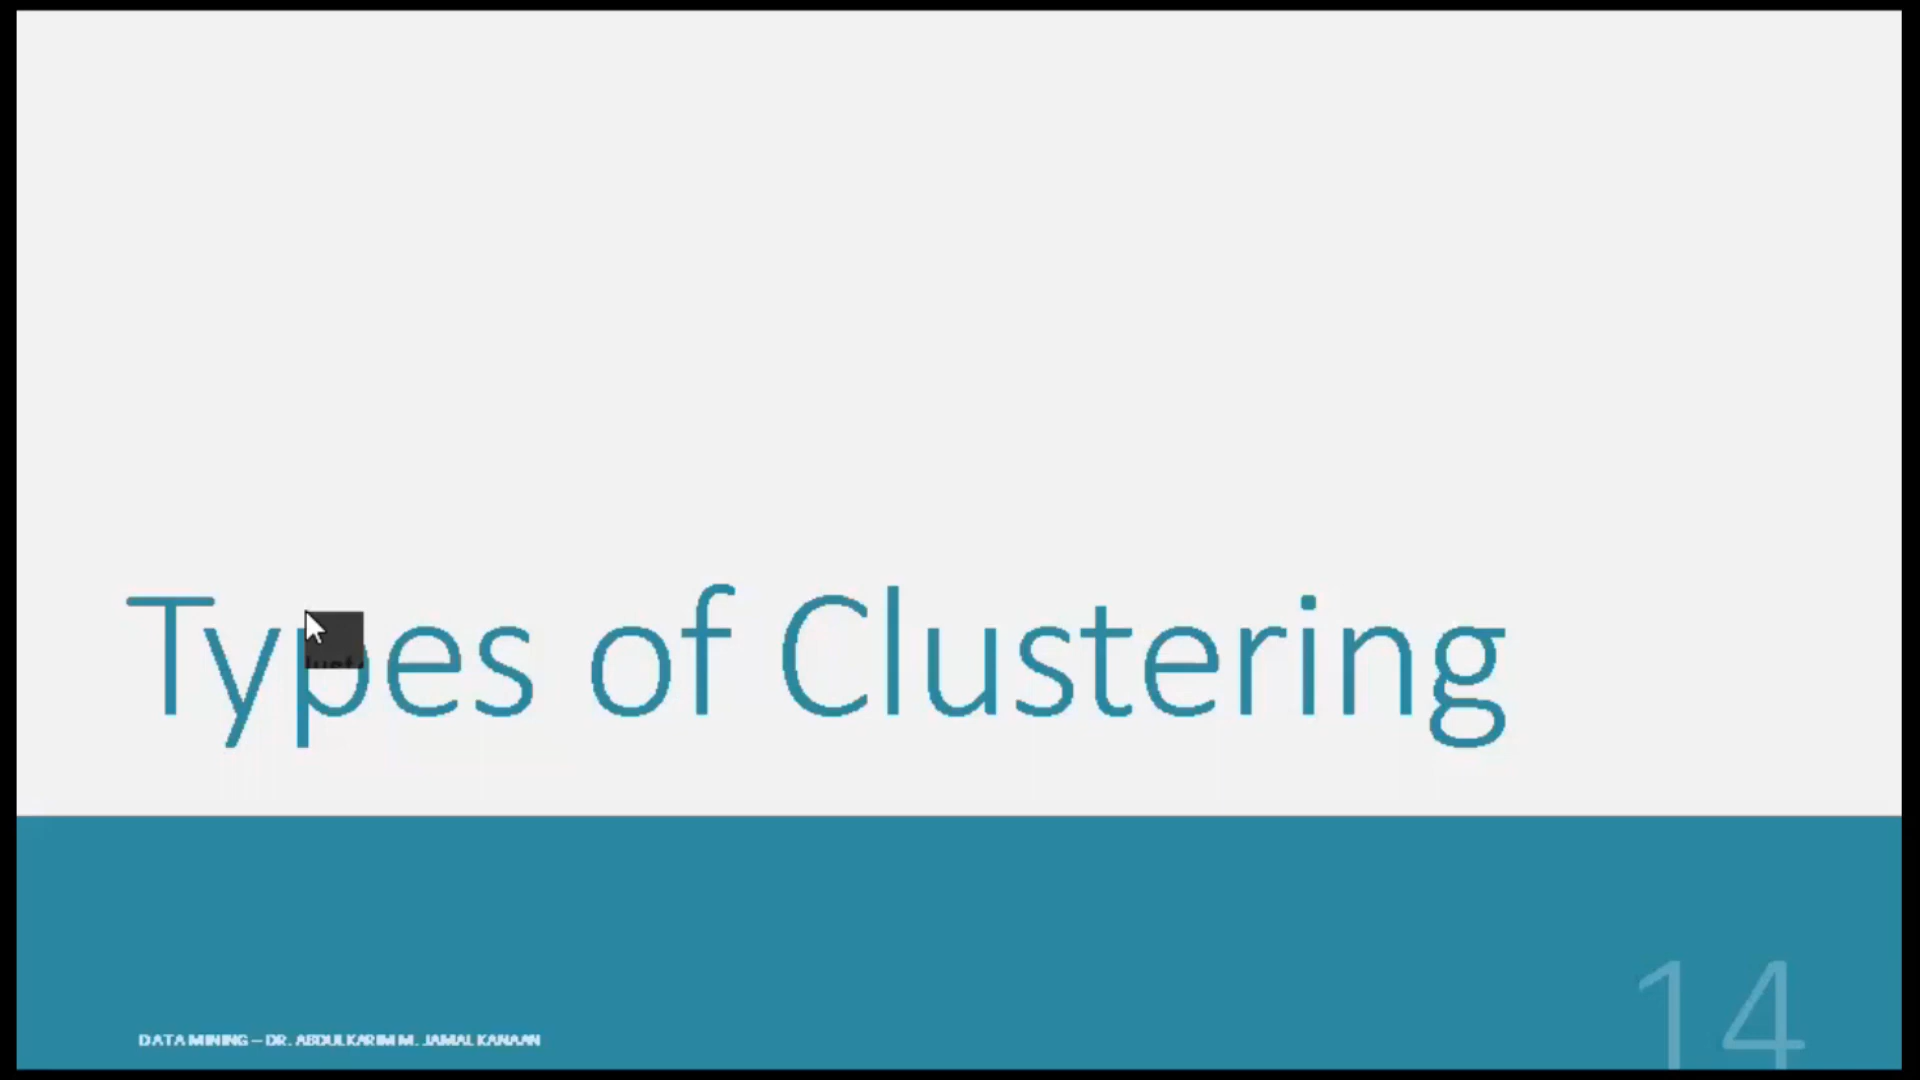 Types of Clustering
DATA MINING – DR. ABDULKARIM M. JAMAL KANAAN
14